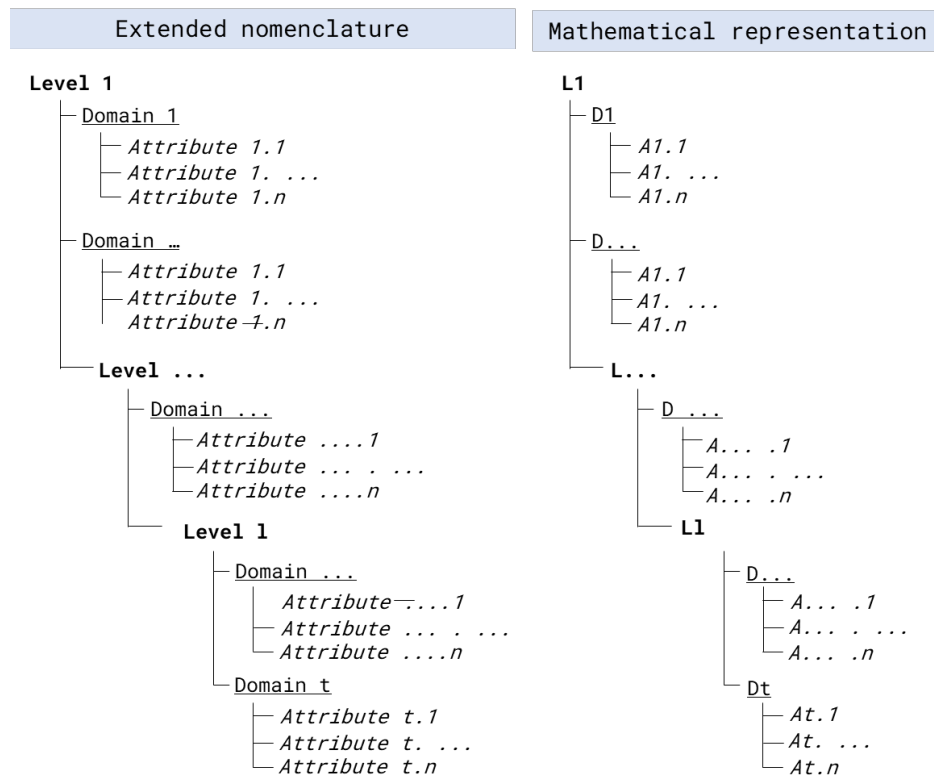 Extended nomenclature
Level 1
Domain 1
Attribute 1.1
Attribute 1. ...
Attribute 1.n
Domain …
Attribute 1.1
Attribute 1. ...
Attribute 1.n
Level ...
Domain ...
Attribute ....1
Attribute ... . ...
Attribute ....n
Level l
Domain ...
Attribute ....1
Attribute ... . ...
Attribute ....n
Domain t
Attribute t.1
Attribute t. ...
Attribute t.n
Mathematical representation
L1
D1
A1.1
A1. ...
A1.n
D...
A1.1
A1. ...
A1.n
L...
D ...
A... .1
A... . ...
A... .n
Ll
D...
A... .1
A... . ...
A... .n
Dt
At.1
At. ...
At.n